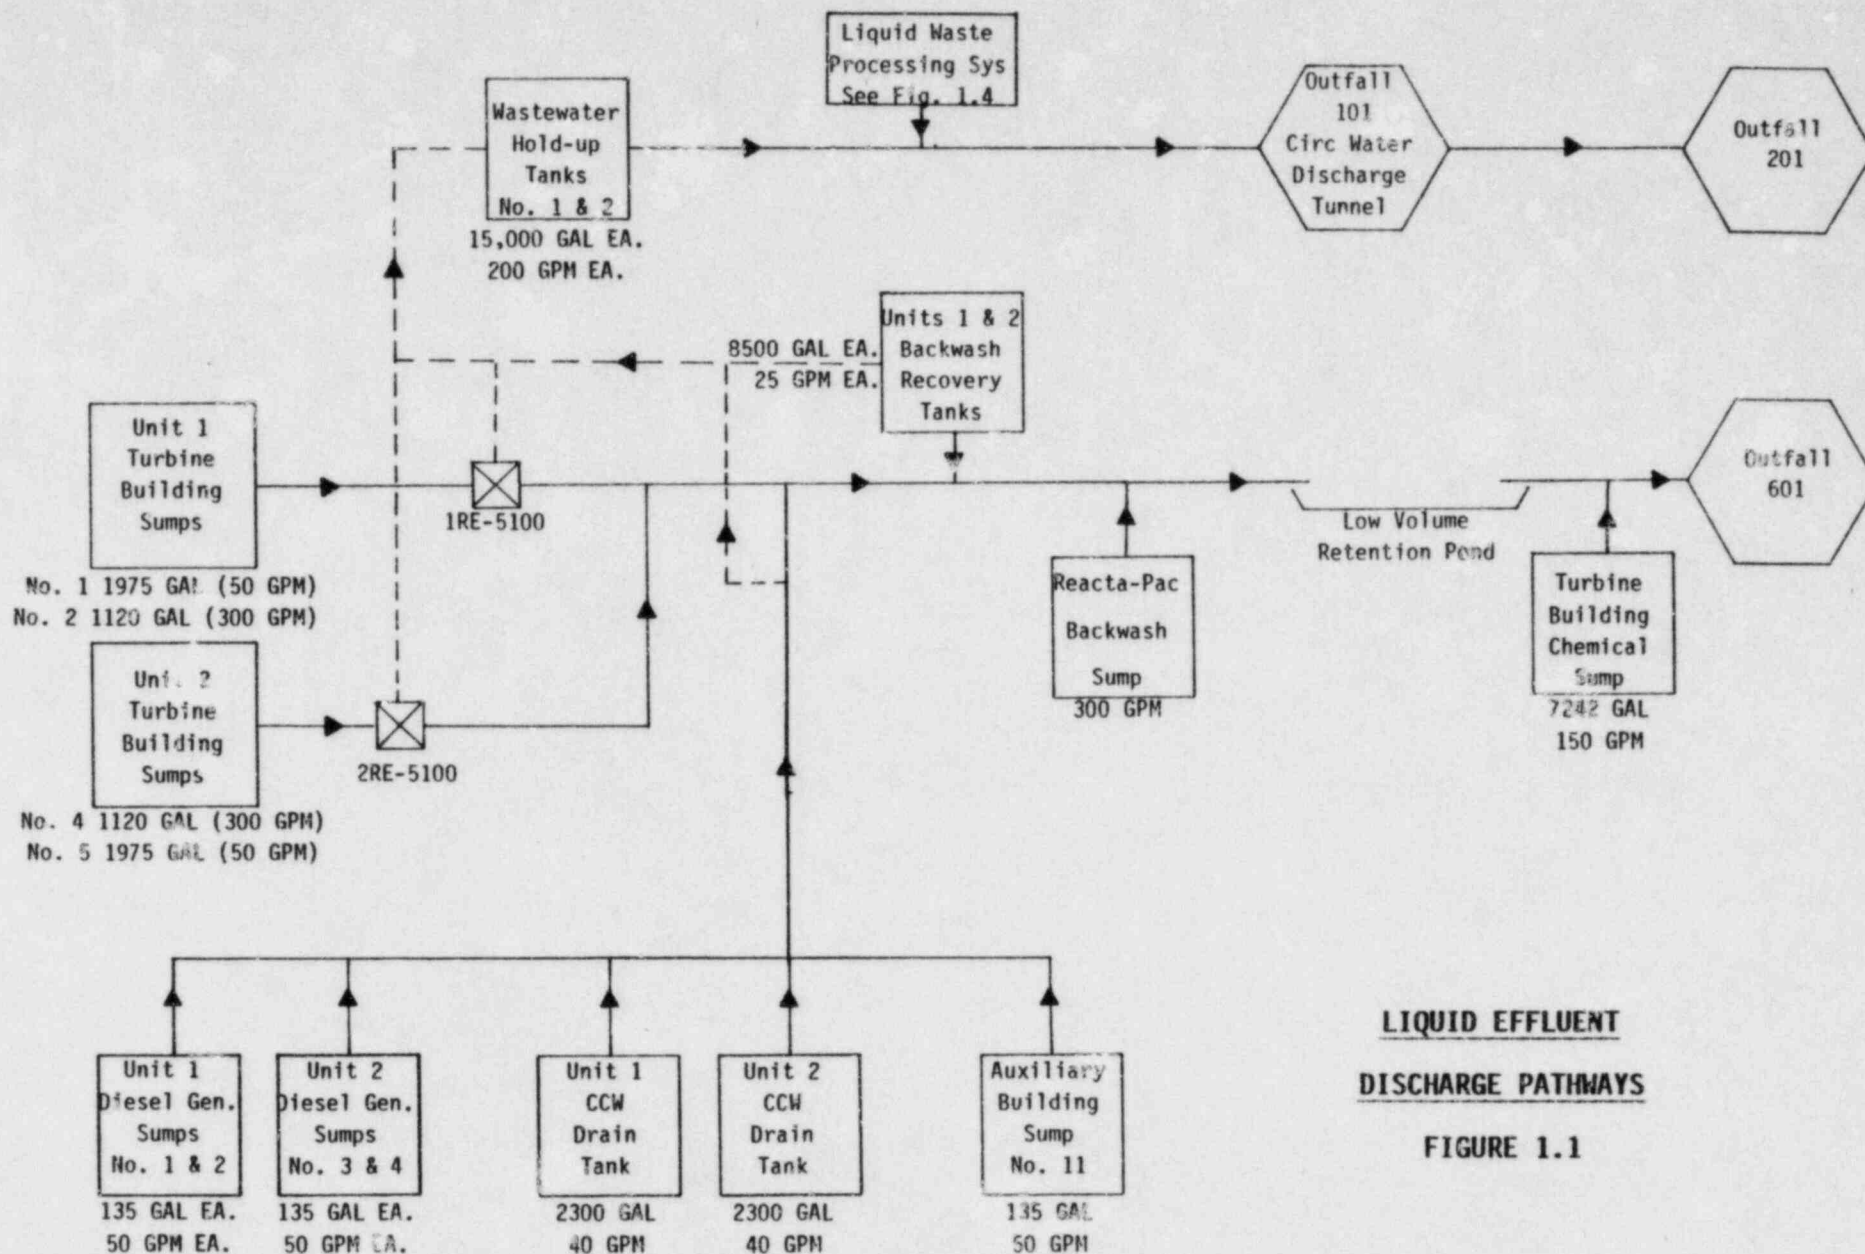 Liquid Waste
Processing Sys
See Fig. 1.4
Wastewater
Hold-up
Tanks
No. 1 & 2
15,000 GAL EA.
200 GPM EA.
Outfall
101
Circ Water
Discharge
Tunnel
Outfall
201
8500 GAL EA.
25 GPM EA.
Units 1 & 2
Backwash
Recovery
Tanks
Unit 1
Turbine
Building
Sumps
No. 1 1975 GAL (50 GPM)
No. 2 1120 GAL (300 GPM)
1RE-5100
Unit 2
Turbine
Building
Sumps
No. 4 1120 GAL (300 GPM)
No. 5 1975 GAL (50 GPM)
2RE-5100
Reacta-Pac
Backwash
Sump
300 GPM
Low Volume
Retention Pond
Turbine
Building
Chemical
Sump
7242 GAL
150 GPM
Outfall
601
Unit 1
Diesel Gen.
Sumps
No. 1 & 2
135 GAL EA.
50 GPM EA.
Unit 2
Diesel Gen.
Sumps
No. 3 & 4
135 GAL EA.
50 GPM EA.
Unit 1
CCW
Drain
Tank
2300 GAL
40 GPM
Unit 2
CCW
Drain
Tank
2300 GAL
40 GPM
Auxiliary
Building
Sump
No. 11
135 GAL
50 GPM
LIQUID EFFLUENT
DISCHARGE PATHWAYS
FIGURE 1.1